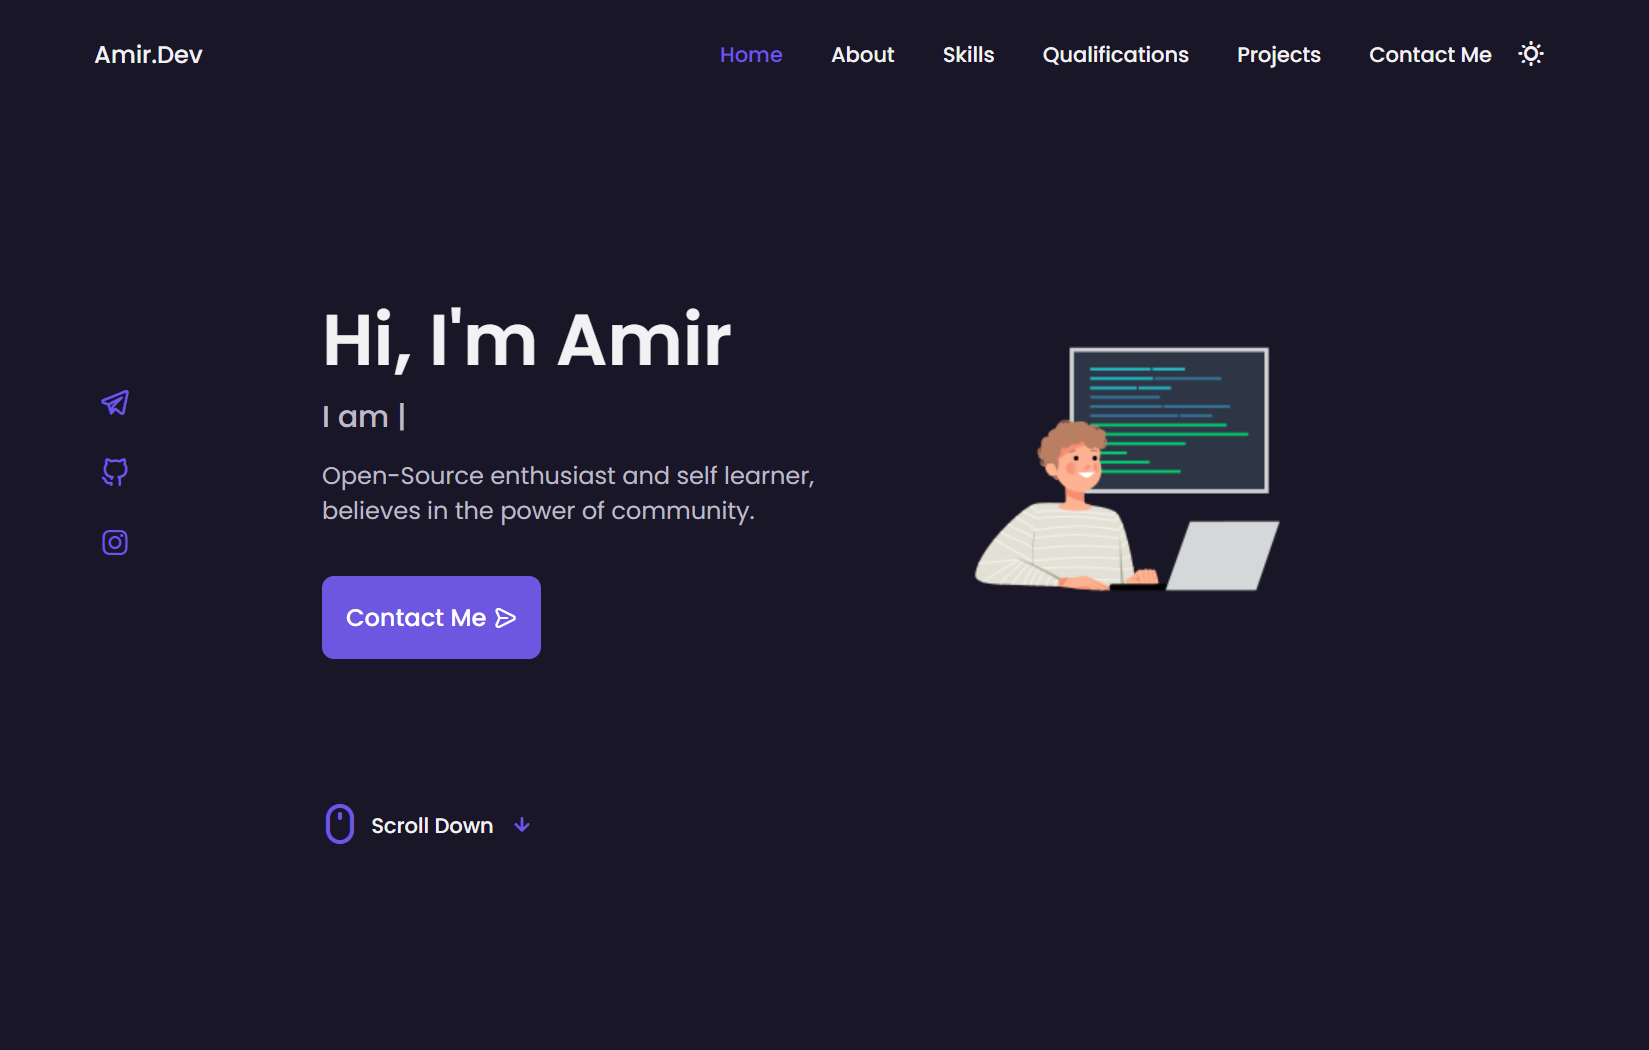 Amir.Dev
Home About Skills Qualifications Projects Contact Me
Hi, I'm Amir
I am |
Open-Source enthusiast and self learner,
believes in the power of community.
Contact Me
Scroll Down